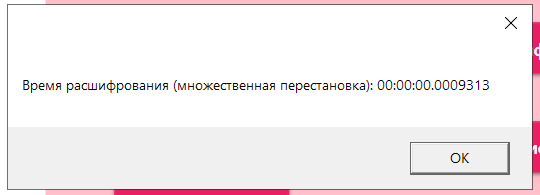 Время расшифрования (множественная перестановка): 00:00:00.0009313
OK